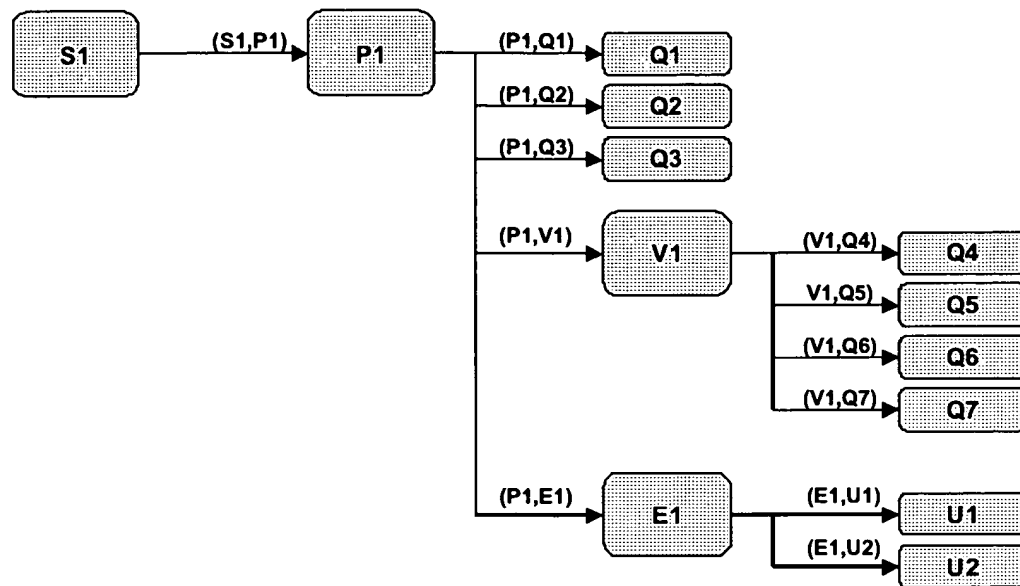 S1
(S1,P1)
P1
(P1,Q1)
Q1
(P1,Q2)
Q2
(P1,Q3)
Q3
(P1,V1)
V1
(V1,Q4)
Q4
V1,Q5)
Q5
(V1,Q6)
Q6
(V1,Q7)
Q7
(P1,E1)
E1
(E1,U1)
U1
(E1,U2)
U2